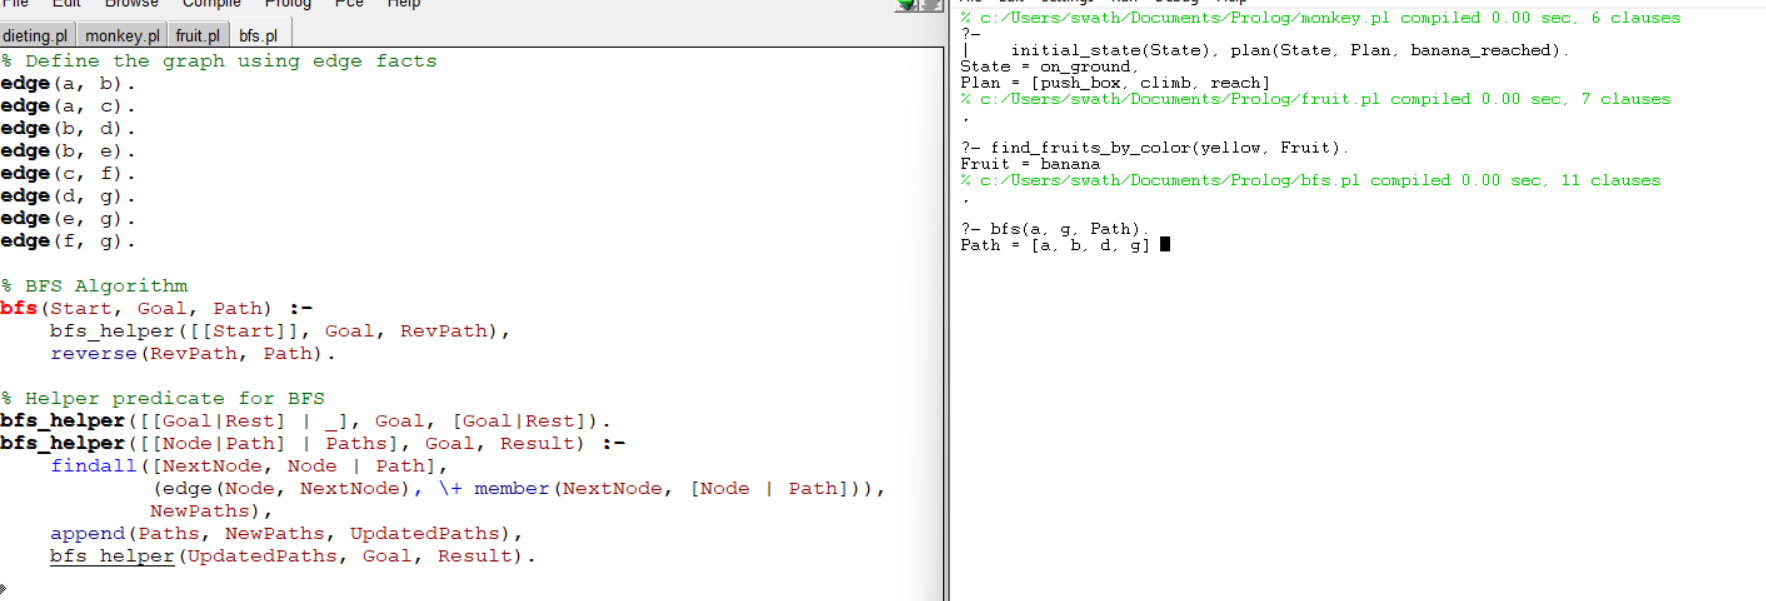 File Edit Browse Compile Prolog Pce Help
dieting.pl monkey.pl fruit.pl bfs.pl
% Define the graph using edge facts
edge(a, b).
edge(a, c).
edge(b, d).
edge(b, e).
edge(c, f).
edge(d, g).
edge(e, g).
edge(f, g).
% BFS Algorithm
bfs(Start, Goal, Path) :-
    bfs_helper([[Start]], Goal, RevPath),
    reverse(RevPath, Path).
% Helper predicate for BFS
bfs_helper([[Goal|Rest] | _], Goal, [Goal|Rest]).
bfs_helper([[Node|Path] | Paths], Goal, Result) :-
    findall([NextNode, Node | Path],
            (edge(Node, NextNode), \+ member(NextNode, [Node | Path])),
            NewPaths),
    append(Paths, NewPaths, UpdatedPaths),
    bfs_helper(UpdatedPaths, Goal, Result).
File Edit Settings Run Debug Help
% c:/Users/swath/Documents/Prolog/monkey.pl compiled 0.00 sec, 6 clauses
?-
|    initial_state(State), plan(State, Plan, banana_reached).
State = on_ground,
Plan = [push_box, climb, reach]
% c:/Users/swath/Documents/Prolog/fruit.pl compiled 0.00 sec, 7 clauses
.
?- find_fruits_by_color(yellow, Fruit).
Fruit = banana
% c:/Users/swath/Documents/Prolog/bfs.pl compiled 0.00 sec, 11 clauses
.
?- bfs(a, g, Path).
Path = [a, b, d, g]